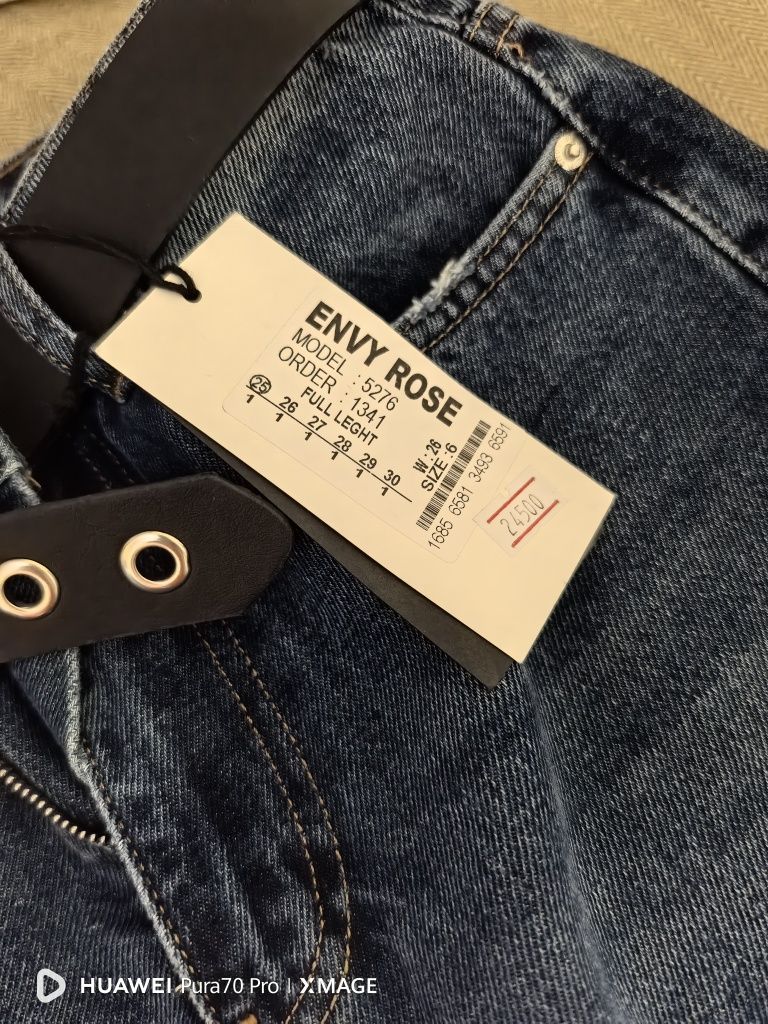 ENVY ROSE
MODEL : 5276
ORDER : 1341
FULL LEGHT
25 26 27 28 29 30
1 1 1 1 1 1
W : 26
SIZE : 6
1685 6581 3493 6591
24500
HUAWEI Pura70 Pro | XMAGE